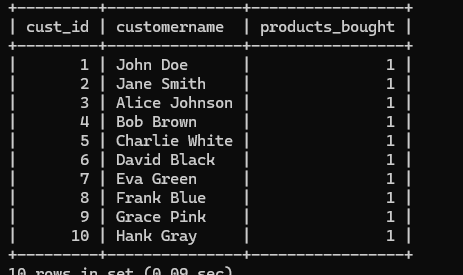 +---------+---------------+-----------------+
| cust_id | customername  | products_bought |
+---------+---------------+-----------------+
|       1 | John Doe      |               1 |
|       2 | Jane Smith    |               1 |
|       3 | Alice Johnson |               1 |
|       4 | Bob Brown     |               1 |
|       5 | Charlie White |               1 |
|       6 | David Black   |               1 |
|       7 | Eva Green     |               1 |
|       8 | Frank Blue    |               1 |
|       9 | Grace Pink    |               1 |
|      10 | Hank Gray     |               1 |
+---------+---------------+-----------------+
10 rows in set (0.09 sec)